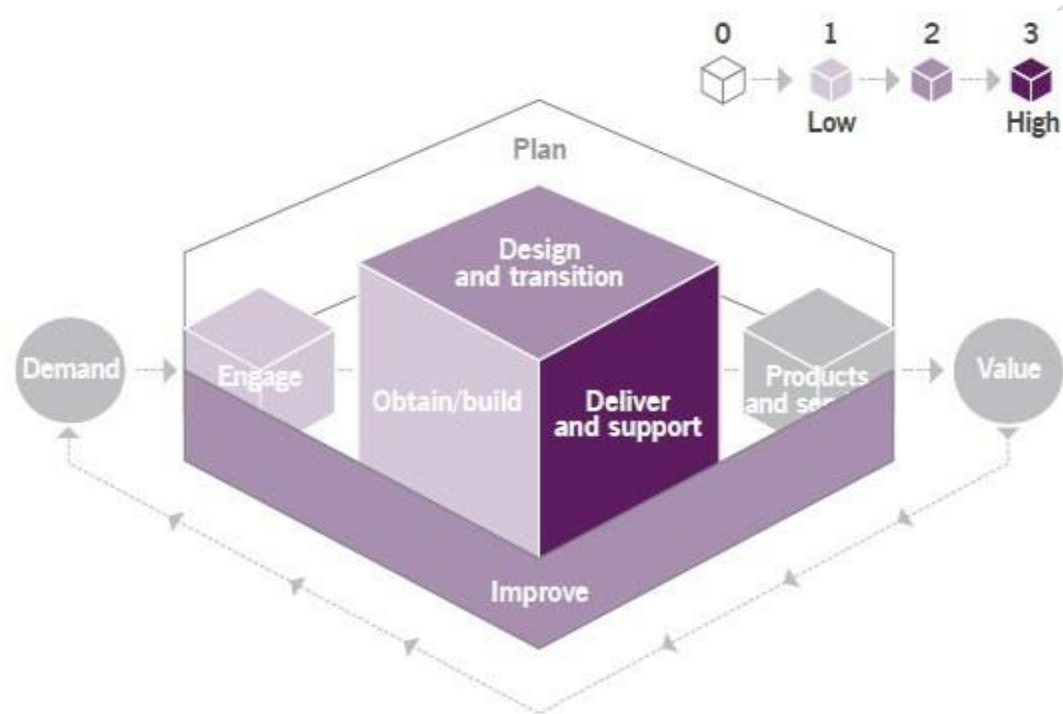 0 1 2 3
Low High
Plan
Design
and transition
Demand
Engage
Obtain/build
Deliver
and support
Products
and
Value
Improve